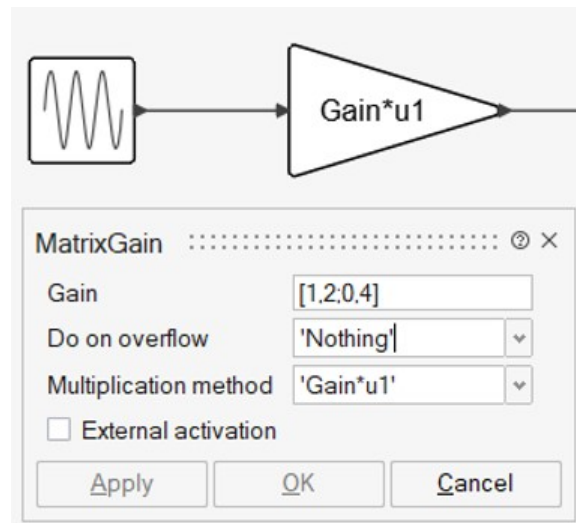 Gain*u1
MatrixGain
Gain [1,2;0,4]
Do on overflow 'Nothing'
Multiplication method 'Gain*u1'
External activation
Apply OK Cancel